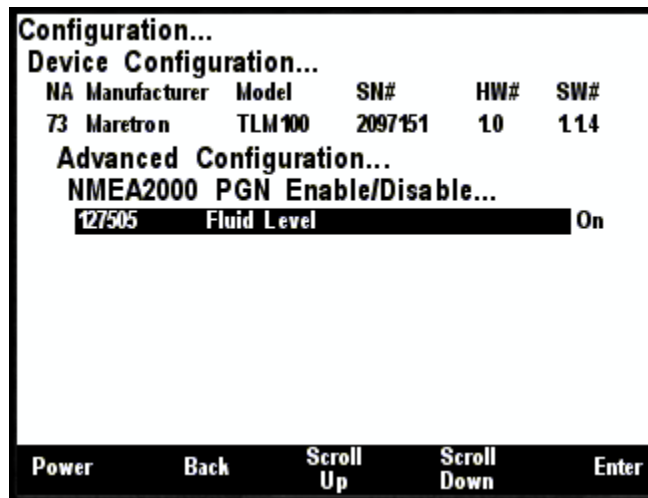 Configuration...
Device Configuration...
NA Manufacturer Model SN# HW# SW#
73 Maretron TLM100 2097151 1.0 1.1.4
Advanced Configuration...
NMEA2000 PGN Enable/Disable...
127505 Fluid Level On
Power Back Scroll Up Scroll Down Enter